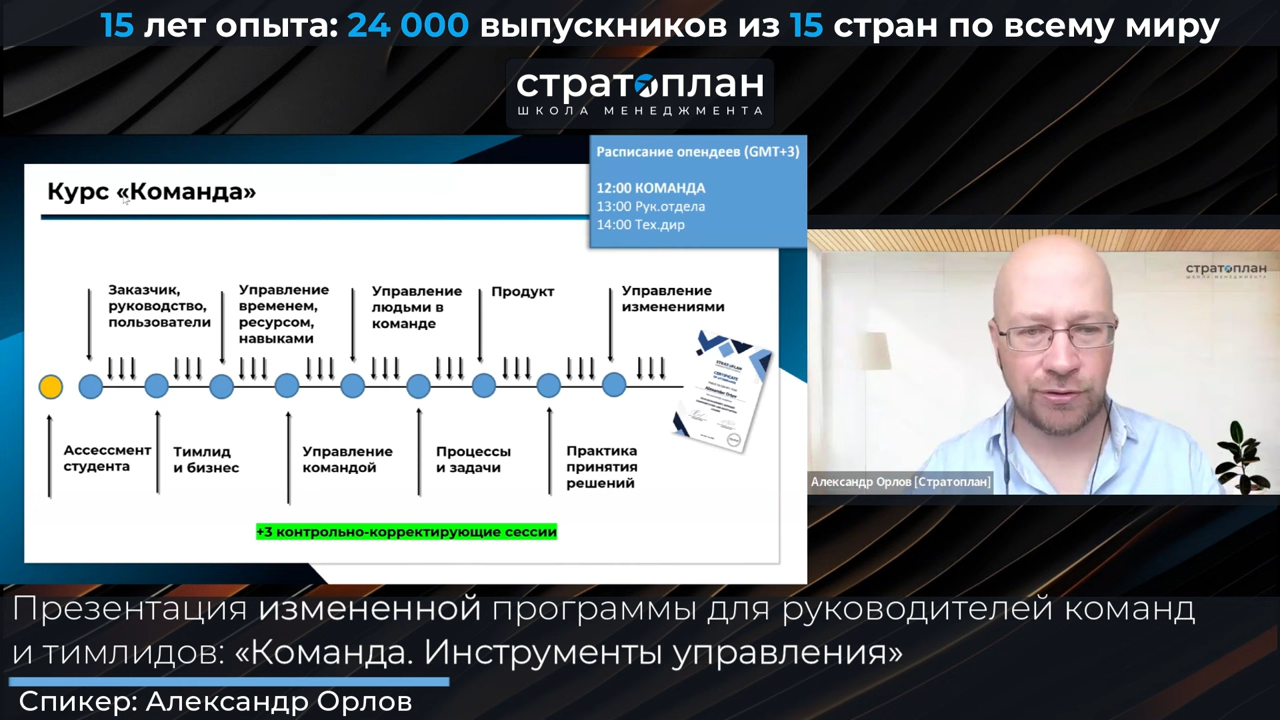 15 лет опыта: 24 000 выпускников из 15 стран по всему миру
стратоплан
ШКОЛА МЕНЕДЖМЕНТА
Расписание опендеев (GMT+3)
12:00 КОМАНДА
13:00 Рук.отдела
14:00 Тех.дир
Курс «Команда»
Заказчик,
руководство,
пользователи
Управление
временем,
ресурсом,
навыками
Управление
людьми в
команде
Продукт
Управление
изменениями
Ассессмент
студента
Тимлид
и бизнес
Управление
командой
Процессы
и задачи
Практика
принятия
решений
+3 контрольно-корректирующие сессии
стратоплан
ШКОЛА МЕНЕДЖМЕНТА
Александр Орлов [Стратоплан]
Презентация измененной программы для руководителей команд
и тимлидов: «Команда. Инструменты управления»
Спикер: Александр Орлов